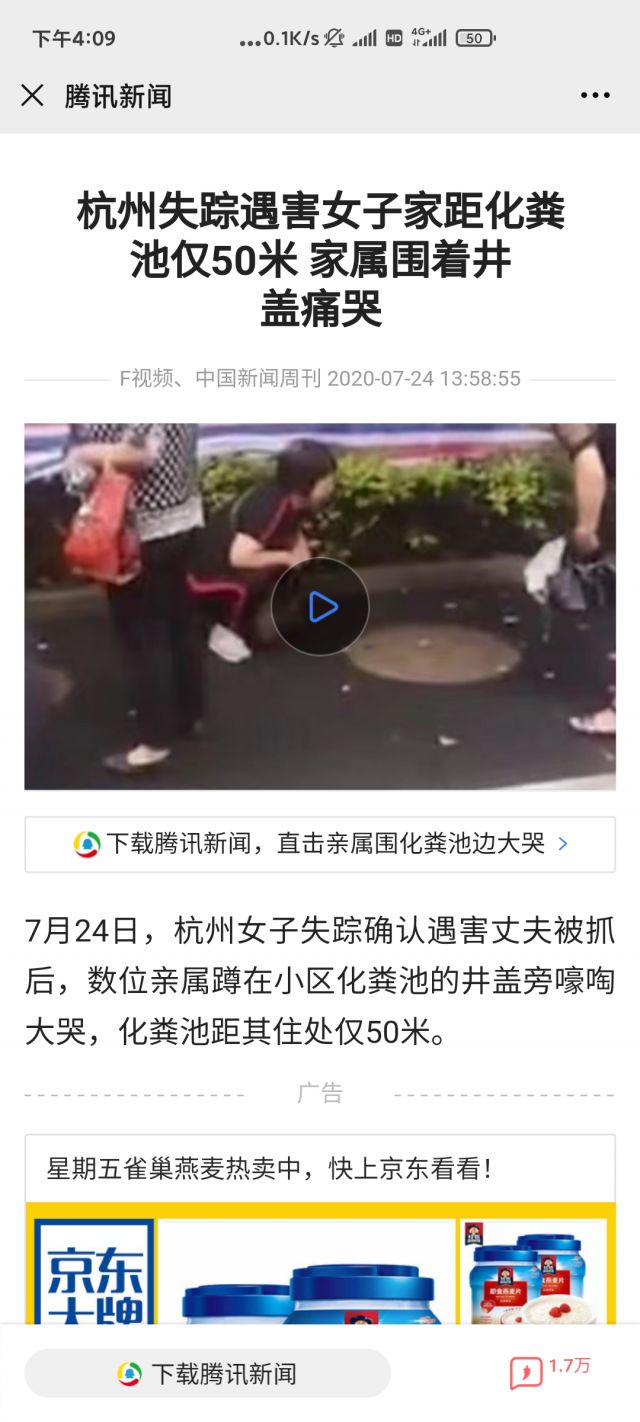 下午4:09
...0.1K/s
HD
4G+
50
腾讯新闻
杭州失踪遇害女子家距化粪
池仅50米 家属围着井
盖痛哭
F视频、中国新闻周刊 2020-07-24 13:58:55
下载腾讯新闻，直击亲属围化粪池边大哭
7月24日，杭州女子失踪确认遇害丈夫被抓
后，数位亲属蹲在小区化粪池的井盖旁嚎啕
大哭，化粪池距其住处仅50米。
广告
星期五雀巢燕麦热卖中，快上京东看看！
京东
大牌
即食燕麦片
下载腾讯新闻
1.7万